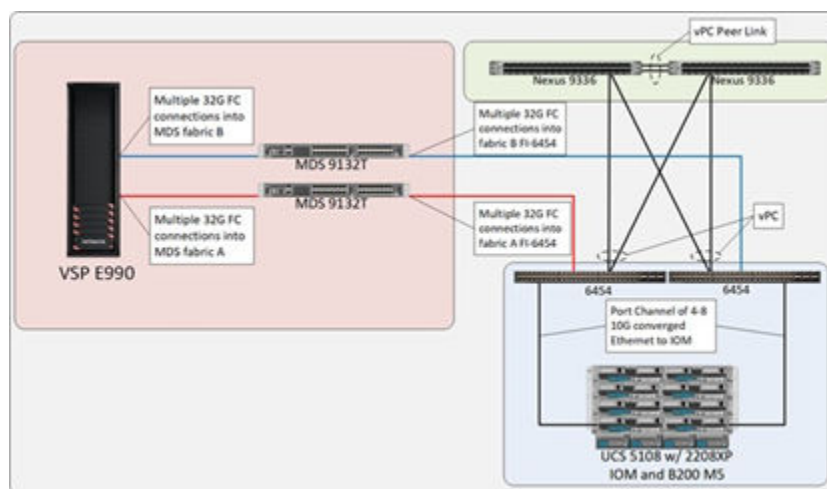 vPC Peer Link
Nexus 9336
Nexus 9336
Multiple 32G FC
connections into
MDS fabric B
Multiple 32G FC
connections into
fabric B FI-6454
MDS 9132T
MDS 9132T
Multiple 32G FC
connections into
MDS fabric A
Multiple 32G FC
connections into
fabric A FI-6454
vPC
VSP E990
6454
6454
Port Channel of 4-8
10G converged
Ethernet to IOM
UCS 5108 w/ 2208XP
IOM and B200 M5